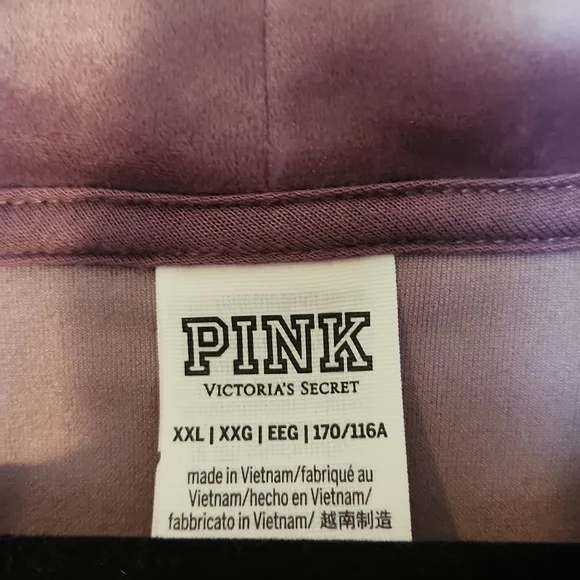 PINK
VICTORIA'S SECRET
XXL | XXG | EEG | 170/116A
made in Vietnam/fabriqué au
Vietnam/hecho en Vietnam/
fabbricato in Vietnam/ 越南制造